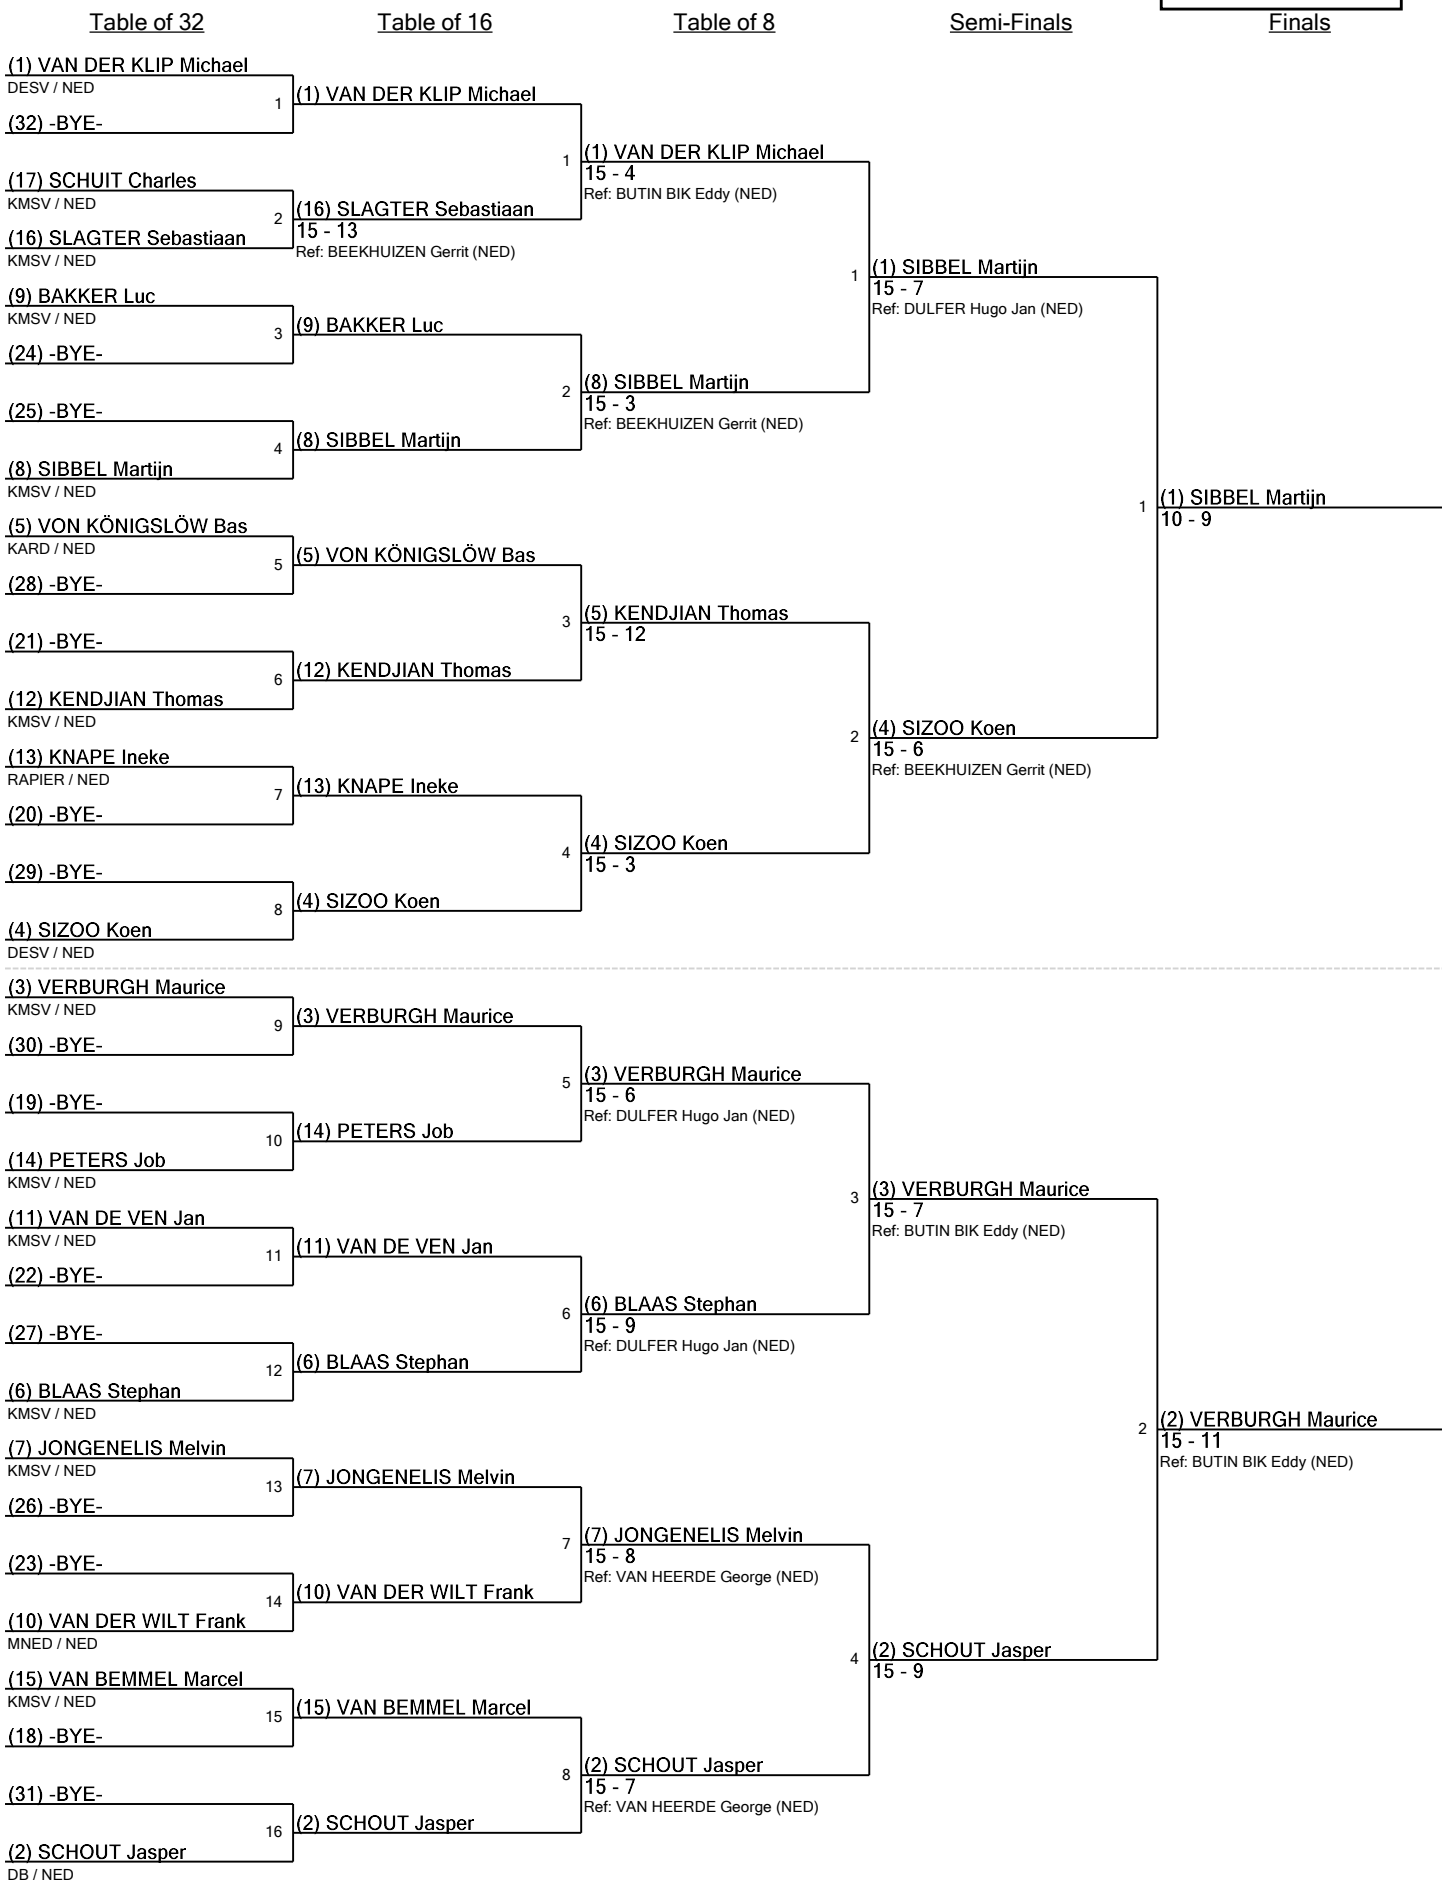 Table of 32
Table of 16
Table of 8
Semi-Finals
Finals
(1) VAN DER KLIP Michael
DESV / NED
1
(32) -BYE-
(17) SCHUIT Charles
KMSV / NED
2
(16) SLAGTER Sebastiaan
KMSV / NED
(9) BAKKER Luc
KMSV / NED
3
(24) -BYE-
(25) -BYE-
4
(8) SIBBEL Martijn
KMSV / NED
(5) VON KÖNIGSLÖW Bas
KARD / NED
5
(28) -BYE-
(21) -BYE-
6
(12) KENDJIAN Thomas
KMSV / NED
(13) KNAPE Ineke
RAPIER / NED
7
(20) -BYE-
(29) -BYE-
8
(4) SIZOO Koen
DESV / NED
(3) VERBURGH Maurice
KMSV / NED
9
(30) -BYE-
(19) -BYE-
10
(14) PETERS Job
KMSV / NED
(11) VAN DE VEN Jan
KMSV / NED
11
(22) -BYE-
(27) -BYE-
12
(6) BLAAS Stephan
KMSV / NED
(7) JONGENELIS Melvin
KMSV / NED
13
(26) -BYE-
(23) -BYE-
14
(10) VAN DER WILT Frank
MNED / NED
(15) VAN BEMMEL Marcel
KMSV / NED
15
(18) -BYE-
(31) -BYE-
16
(2) SCHOUT Jasper
DB / NED
(1) VAN DER KLIP Michael
1
(16) SLAGTER Sebastiaan
15 - 13
Ref: BEEKHUIZEN Gerrit (NED)
(9) BAKKER Luc
2
(8) SIBBEL Martijn
(5) VON KÖNIGSLÖW Bas
3
(12) KENDJIAN Thomas
(13) KNAPE Ineke
4
(4) SIZOO Koen
(3) VERBURGH Maurice
5
(14) PETERS Job
(11) VAN DE VEN Jan
6
(6) BLAAS Stephan
(7) JONGENELIS Melvin
7
(10) VAN DER WILT Frank
(15) VAN BEMMEL Marcel
8
(2) SCHOUT Jasper
(1) VAN DER KLIP Michael
15 - 4
Ref: BUTIN BIK Eddy (NED)
1
(8) SIBBEL Martijn
15 - 3
Ref: BEEKHUIZEN Gerrit (NED)
(5) KENDJIAN Thomas
15 - 12
2
(4) SIZOO Koen
15 - 3
(3) VERBURGH Maurice
15 - 6
Ref: DULFER Hugo Jan (NED)
3
(6) BLAAS Stephan
15 - 9
Ref: DULFER Hugo Jan (NED)
(7) JONGENELIS Melvin
15 - 8
Ref: VAN HEERDE George (NED)
4
(2) SCHOUT Jasper
15 - 7
Ref: VAN HEERDE George (NED)
(1) SIBBEL Martijn
15 - 7
Ref: DULFER Hugo Jan (NED)
1
(4) SIZOO Koen
15 - 6
Ref: BEEKHUIZEN Gerrit (NED)
(3) VERBURGH Maurice
15 - 7
Ref: BUTIN BIK Eddy (NED)
2
(2) SCHOUT Jasper
15 - 9
(1) SIBBEL Martijn
10 - 9
(2) VERBURGH Maurice
15 - 11
Ref: BUTIN BIK Eddy (NED)